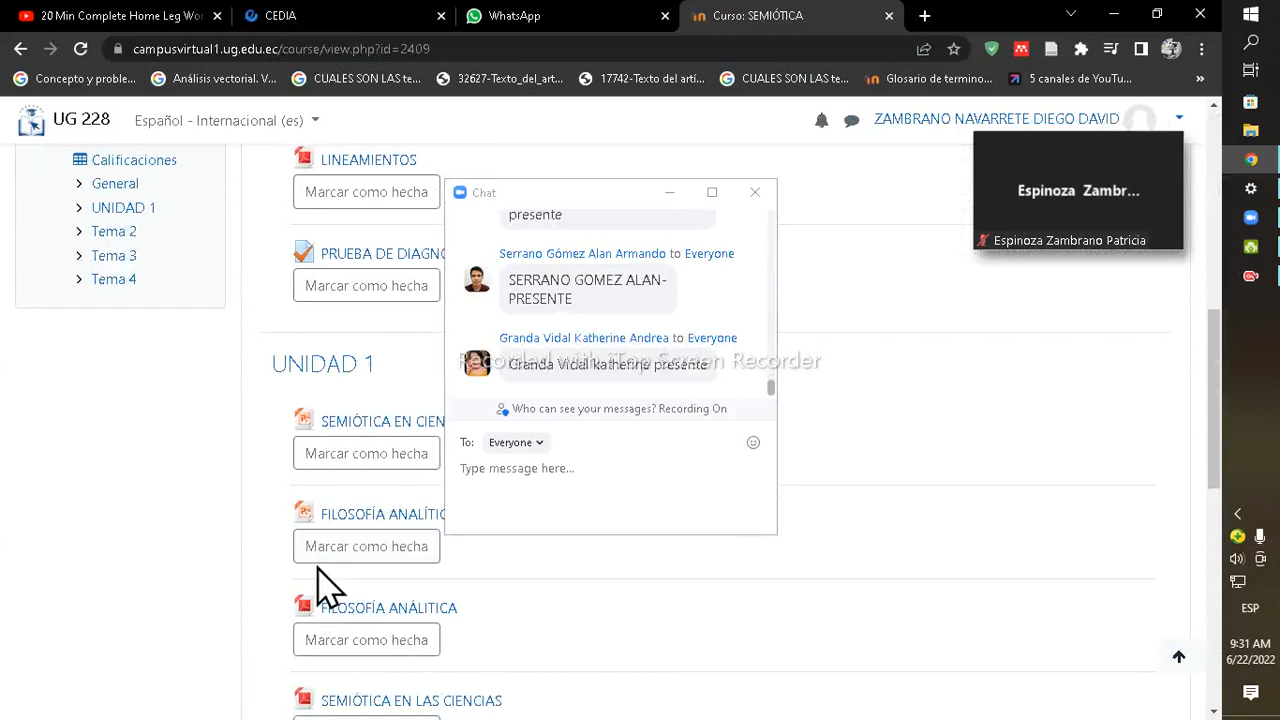 20 Min Complete Home Leg Wor
CEDIA
WhatsApp
Curso: SEMIÓTICA
campusvirtual1.ug.edu.ec/course/view.php?id=2409
Concepto y proble...
Análisis vectorial. V...
CUALES SON LAS te...
32627-Texto_del_ar...
17742-Texto del artí...
CUALES SON LAS te...
Glosario de termino...
5 canales de YouTu...
UG 228
Español - Internacional (es)
ZAMBRANO NAVARRETE DIEGO DAVID
Calificaciones
General
UNIDAD 1
Tema 2
Tema 3
Tema 4
LINEAMIENTOS
Marcar como hecha
PRUEBA DE DIAGNO
Marcar como hecha
UNIDAD 1
SEMIÓTICA EN CIEN
Marcar como hecha
FILOSOFÍA ANALÍTIC
Marcar como hecha
FILOSOFÍA ANÁLITICA
Marcar como hecha
SEMIÓTICA EN LAS CIENCIAS
Chat
presente
Serrano Gómez Alan Armando to Everyone
SERRANO GOMEZ ALAN-
PRESENTE
Granda Vidal Katherine Andrea to Everyone
Granda Vidal katherine presente
Recorded with iTop Screen Recorder
Who can see your messages? Recording On
To: Everyone
Type message here...
Espinoza Zambr...
Espinoza Zambrano Patricia
ESP
9:31 AM
6/22/2022